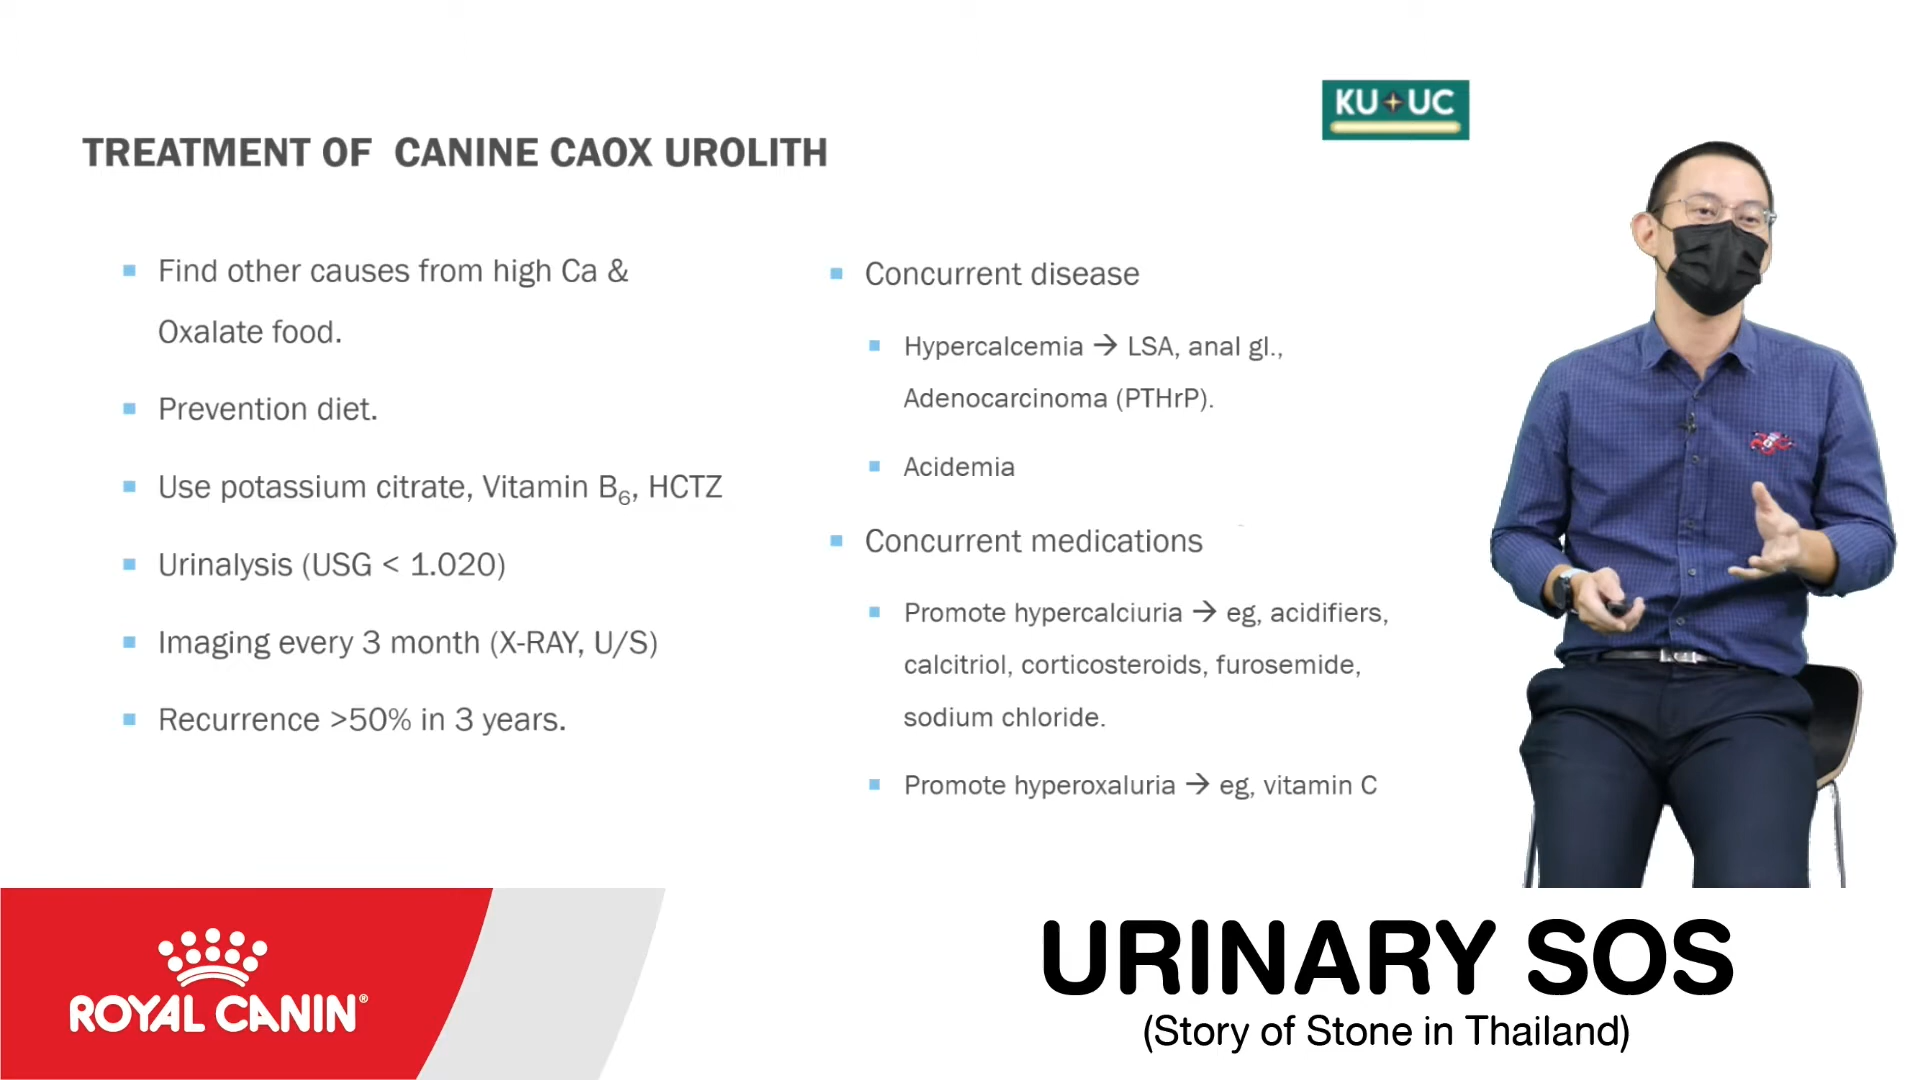 KU+UC
TREATMENT OF CANINE CAOX UROLITH
Find other causes from high Ca &
Oxalate food.
Prevention diet.
Use potassium citrate, Vitamin B6, HCTZ
Urinalysis (USG < 1.020)
Imaging every 3 month (X-RAY, U/S)
Recurrence >50% in 3 years.
Concurrent disease
Hypercalcemia → LSA, anal gl.,
Adenocarcinoma (PTHrP).
Acidemia
Concurrent medications
Promote hypercalciuria → eg, acidifiers,
calcitriol, corticosteroids, furosemide,
sodium chloride.
Promote hyperoxaluria → eg, vitamin C
ROYAL CANIN®
URINARY SOS
(Story of Stone in Thailand)